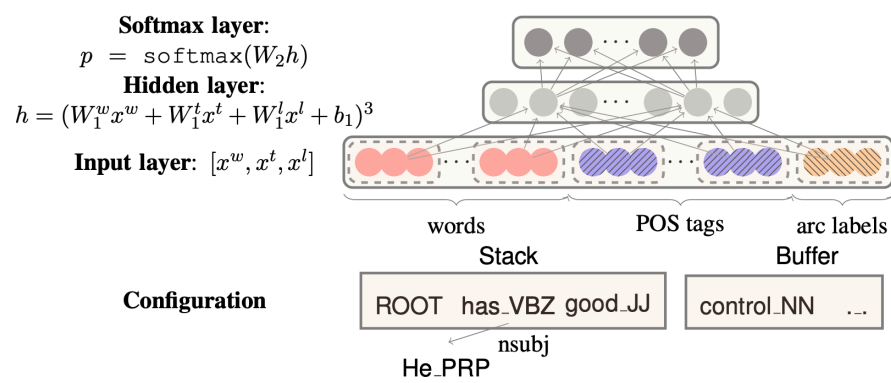 Softmax layer:
p = softmax(W₂h)
Hidden layer:
h = (W₁ʷxʷ + W₁ᵗxᵗ + W₁ˡxˡ + b₁)³
Input layer: [xʷ, xᵗ, xˡ]
··· ···
··· ···
words POS tags arc labels
Stack Buffer
Configuration
ROOT has_VBZ good_JJ control_NN ._.
nsubj
He_PRP